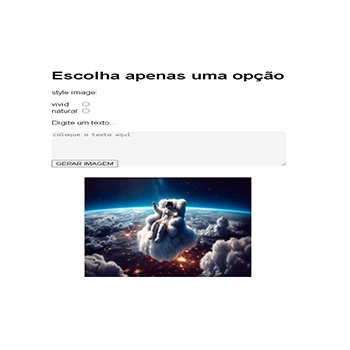 Escolha apenas uma opção
style image:
vivid
natural
Digite um texto...
coloque o texto aqui
GERAR IMAGEM